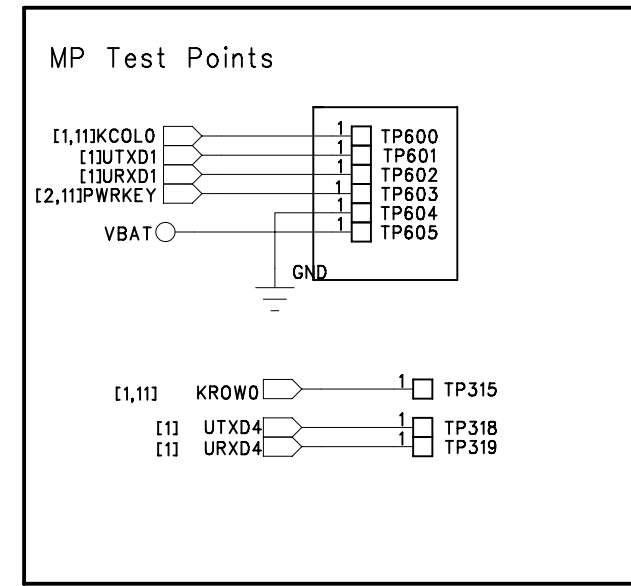 MP Test Points
[1,11]KCOL0 1 TP600
[1]UTXD1 1 TP601
[1]URXD1 1 TP602
[2,11]PWRKEY 1 TP603
1 TP604
VBAT 1 TP605
GND
[1,11] KROW0 1 TP315
[1] UTXD4 1 TP318
[1] URXD4 1 TP319